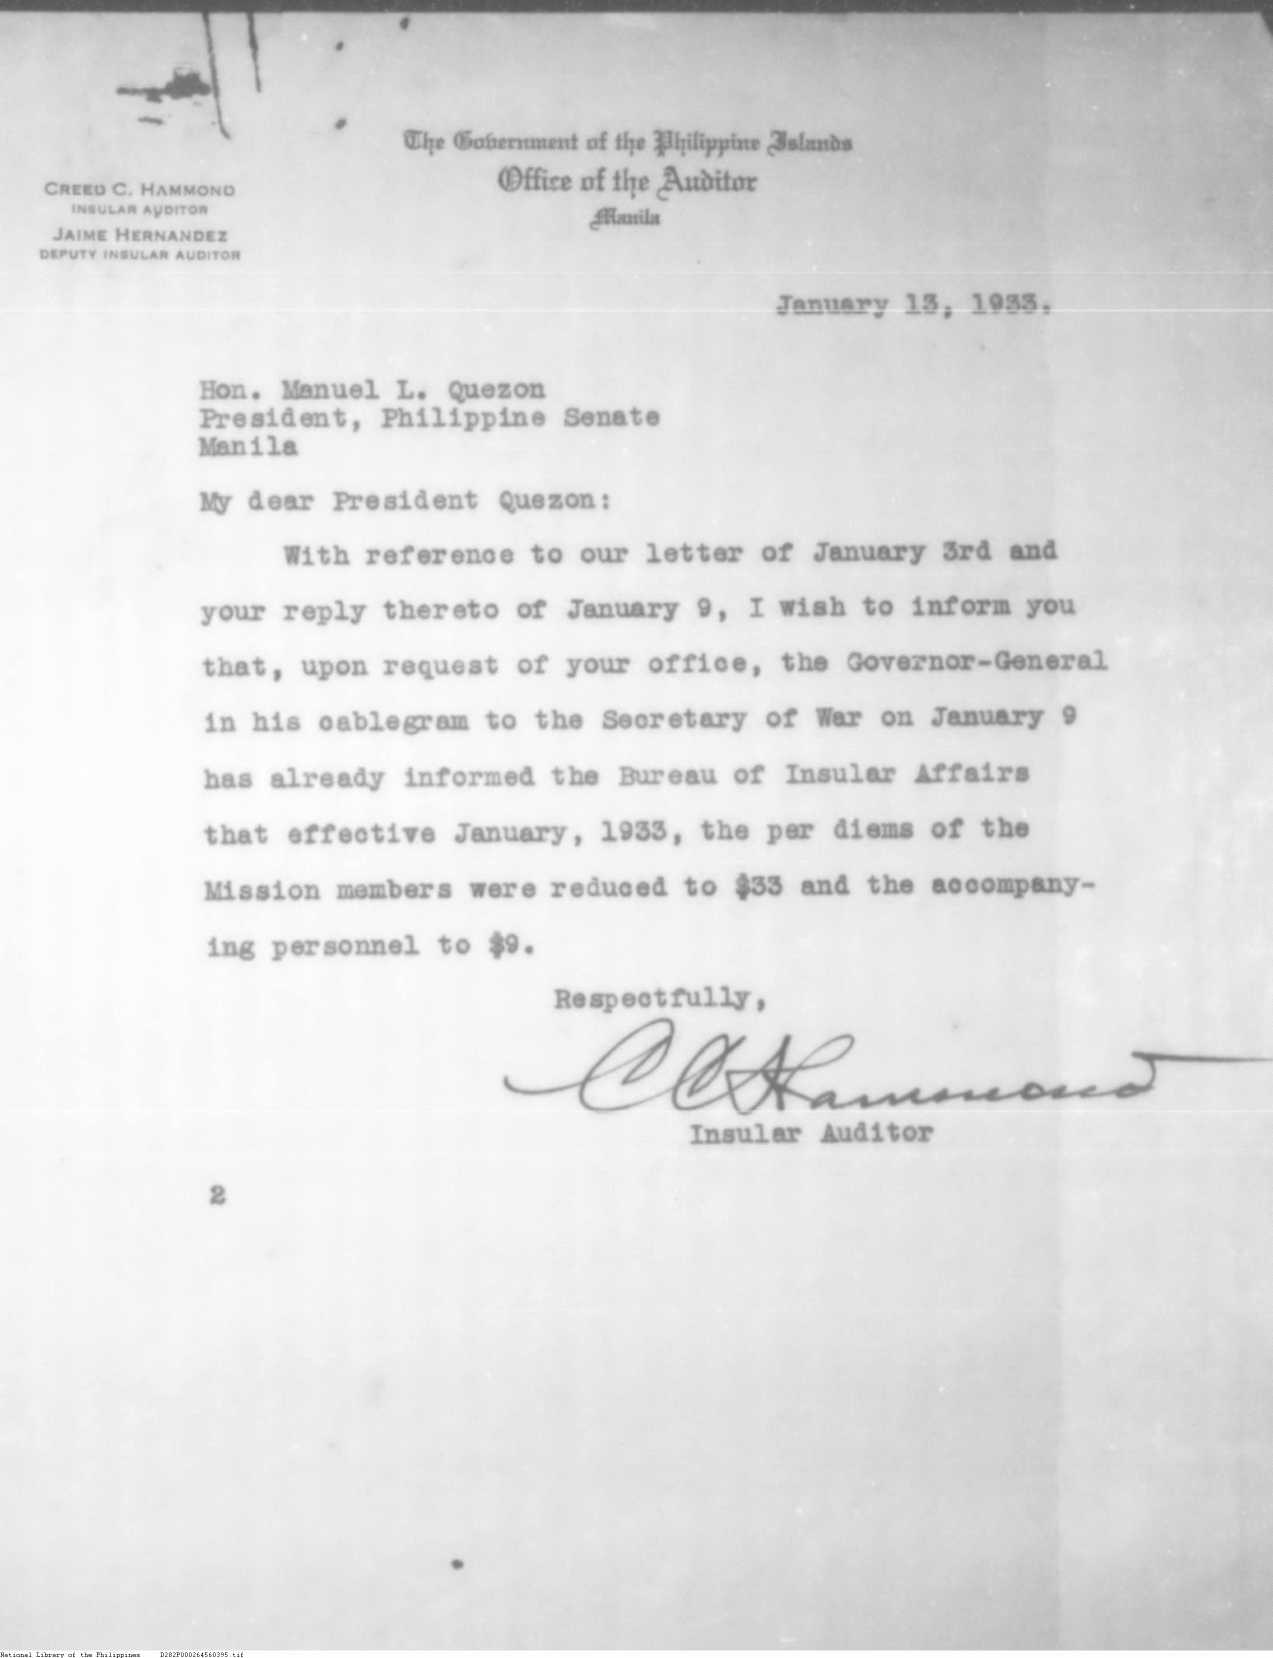 The Government of the Philippine Islands
Office of the Auditor
Manila
CREED C. HAMMOND
INSULAR AUDITOR
JAIME HERNANDEZ
DEPUTY INSULAR AUDITOR
January 13, 1933.
Hon. Manuel L. Quezon
President, Philippine Senate
Manila
My dear President Quezon:
With reference to our letter of January 3rd and
your reply thereto of January 9, I wish to inform you
that, upon request of your office, the Governor-General
in his cablegram to the Secretary of War on January 9
has already informed the Bureau of Insular Affairs
that effective January, 1933, the per diems of the
Mission members were reduced to $33 and the accompany-
ing personnel to $9.
Respectfully,
C C Hammond
Insular Auditor
2
National Library of the Philippines D282P000264560395.tif